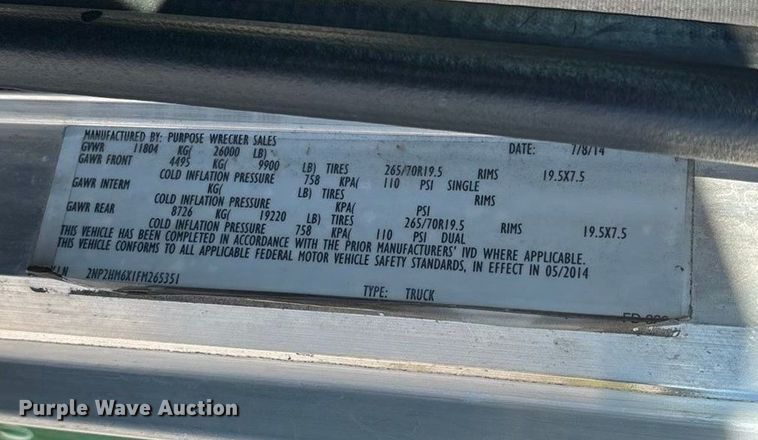 MANUFACTURED BY: PURPOSE WRECKER SALES DATE: 7/8/14
GVWR 11804 KG( 26000 LB)
GAWR FRONT 4495 KG( 9900 LB) TIRES 265/70R19.5 RIMS 19.5X7.5
COLD INFLATION PRESSURE 758 KPA( 110 PSI SINGLE
GAWR INTERM KG( LB) TIRES RIMS
COLD INFLATION PRESSURE KPA( PSI
GAWR REAR 8726 KG( 19220 LB) TIRES 265/70R19.5 RIMS 19.5X7.5
COLD INFLATION PRESSURE 758 KPA( 110 PSI DUAL
THIS VEHICLE HAS BEEN COMPLETED IN ACCORDANCE WITH THE PRIOR MANUFACTURERS' IVD WHERE APPLICABLE.
THIS VEHICLE CONFORMS TO ALL APPLICABLE FEDERAL MOTOR VEHICLE SAFETY STANDARDS, IN EFFECT IN 05/2014
2NP2HM6X1FM265351
TYPE: TRUCK
Purple Wave Auction